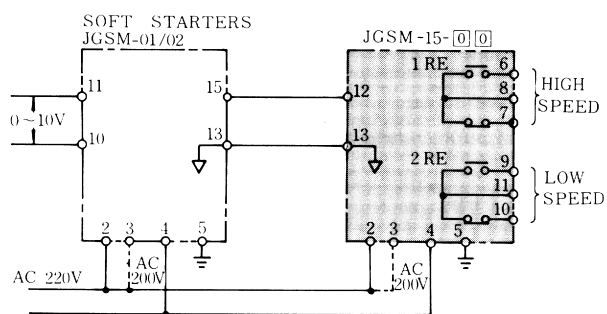 SOFT STARTERS
JGSM-01/02
JGSM-15-00
1 RE
6
8
7
HIGH
SPEED
11
15
12
0~10V
10
13
13
2 RE
9
11
10
LOW
SPEED
2 3 4 5
2 3 4 5
AC 220V
AC
200V
AC
200V